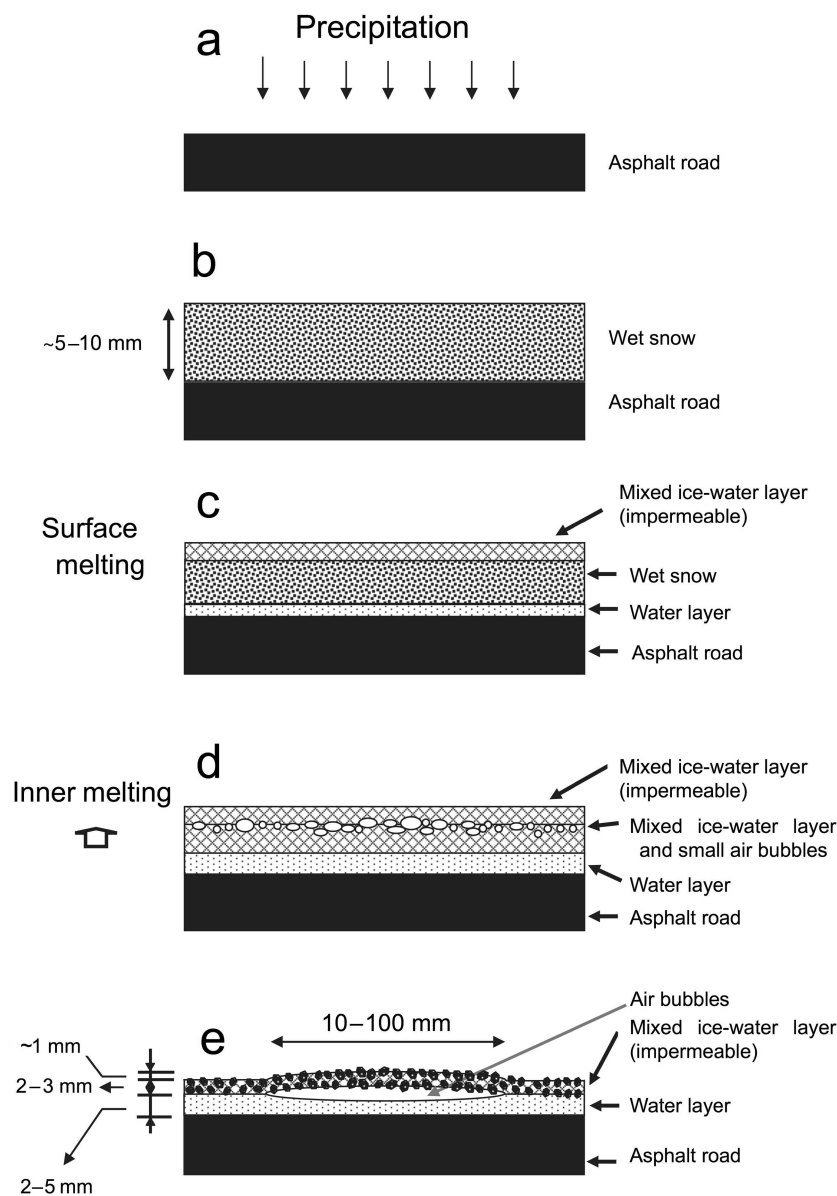 a
Precipitation
Asphalt road
b
~5–10 mm
Wet snow
Asphalt road
c
Surface
melting
Mixed ice-water layer
(impermeable)
Wet snow
Water layer
Asphalt road
d
Inner melting
Mixed ice-water layer
(impermeable)
Mixed ice-water layer
and small air bubbles
Water layer
Asphalt road
e
10–100 mm
~1 mm
2–3 mm
2–5 mm
Air bubbles
Mixed ice-water layer
(impermeable)
Water layer
Asphalt road